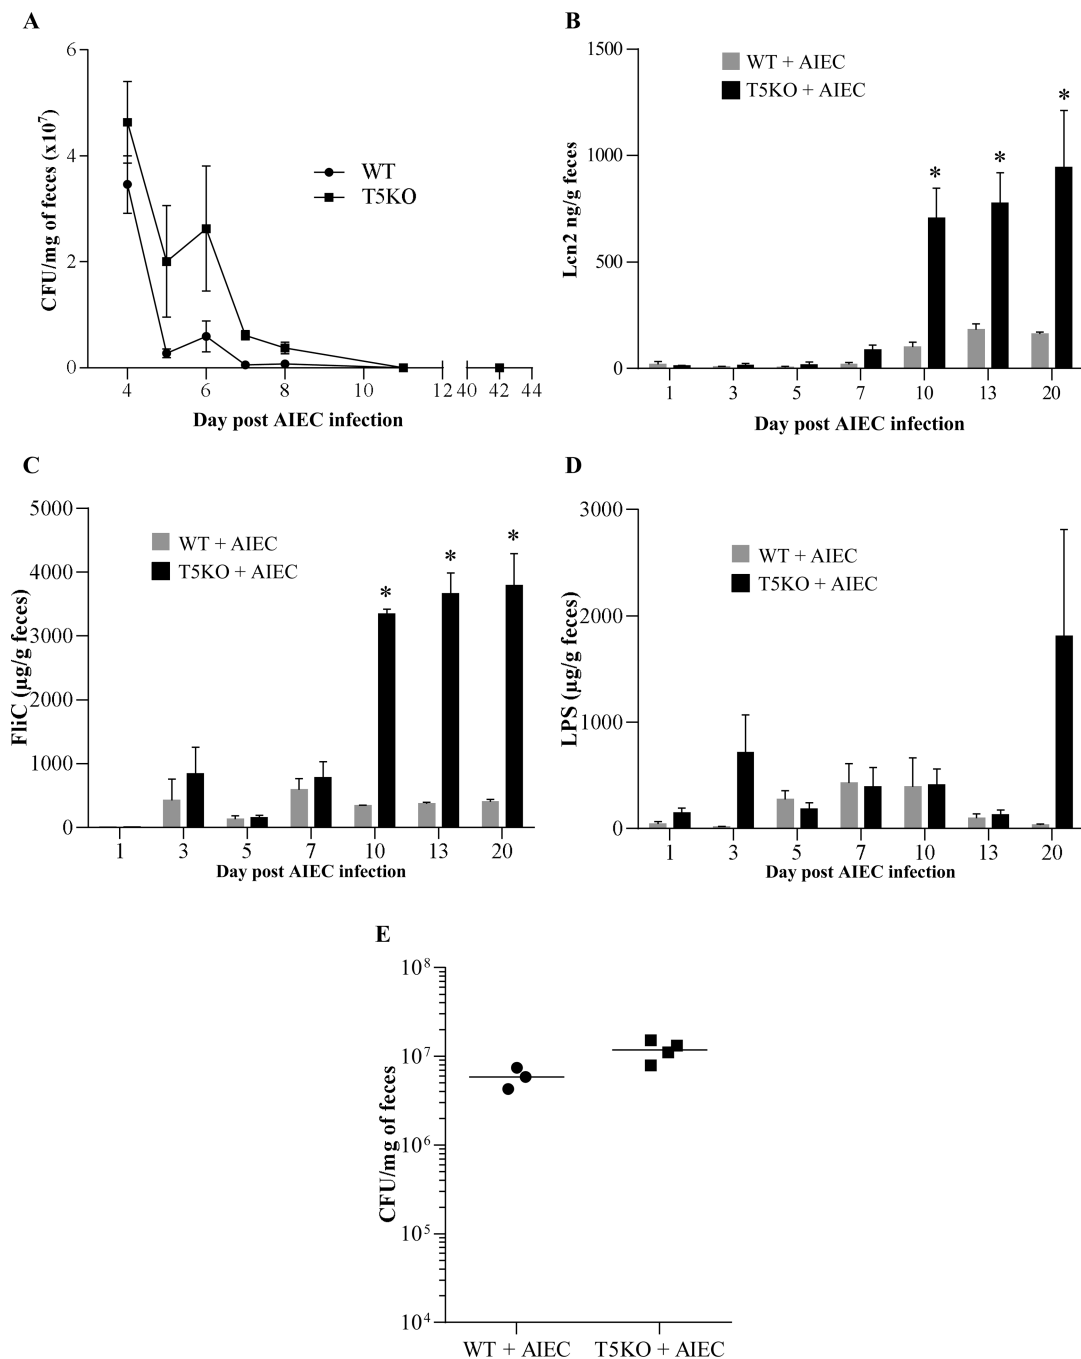 A
6
4
2
0
CFU/mg of feces (x10⁷)
WT
T5KO
4 6 8 10 12 40 42 44
Day post AIEC infection
B
1500
1000
500
0
Lcn2 ng/g feces
WT + AIEC
T5KO + AIEC
*
*
*
1 3 5 7 10 13 20
Day post AIEC infection
C
5000
4000
3000
2000
1000
0
FliC (µg/g feces)
WT + AIEC
T5KO + AIEC
*
*
*
1 3 5 7 10 13 20
Day post AIEC infection
D
3000
2000
1000
0
LPS (µg/g feces)
WT + AIEC
T5KO + AIEC
1 3 5 7 10 13 20
Day post AIEC infection
E
10⁸
10⁷
10⁶
10⁵
10⁴
CFU/mg of feces
WT + AIEC T5KO + AIEC